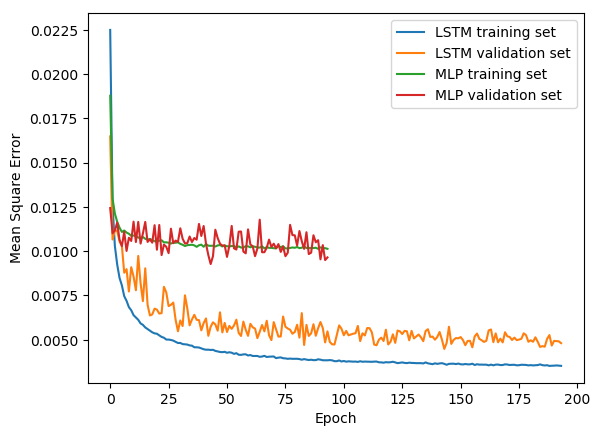 LSTM training set
LSTM validation set
MLP training set
MLP validation set
0.0225
0.0200
0.0175
0.0150
0.0125
0.0100
0.0075
0.0050
Mean Square Error
0 25 50 75 100 125 150 175 200
Epoch